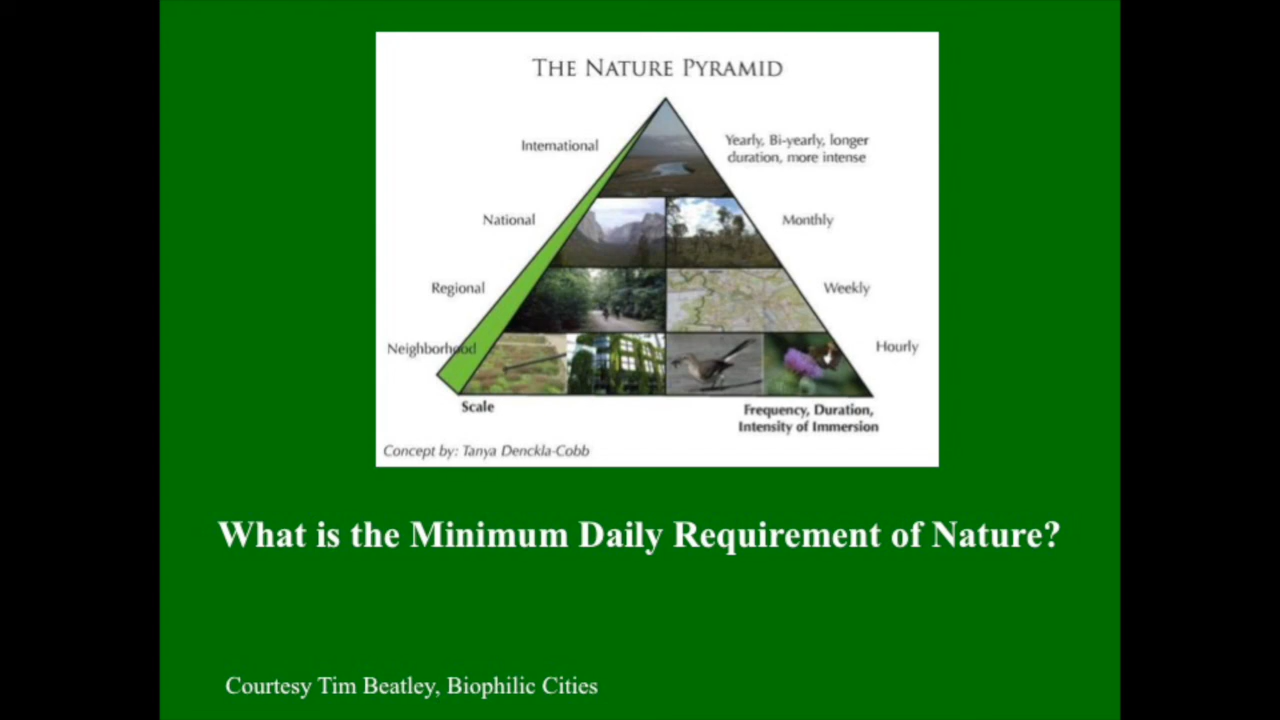 THE NATURE PYRAMID
International
Yearly, Bi-yearly, longer
duration, more intense
National
Monthly
Regional
Weekly
Neighborhood
Hourly
Scale
Frequency, Duration,
Intensity of Immersion
Concept by: Tanya Denckla-Cobb
What is the Minimum Daily Requirement of Nature?
Courtesy Tim Beatley, Biophilic Cities